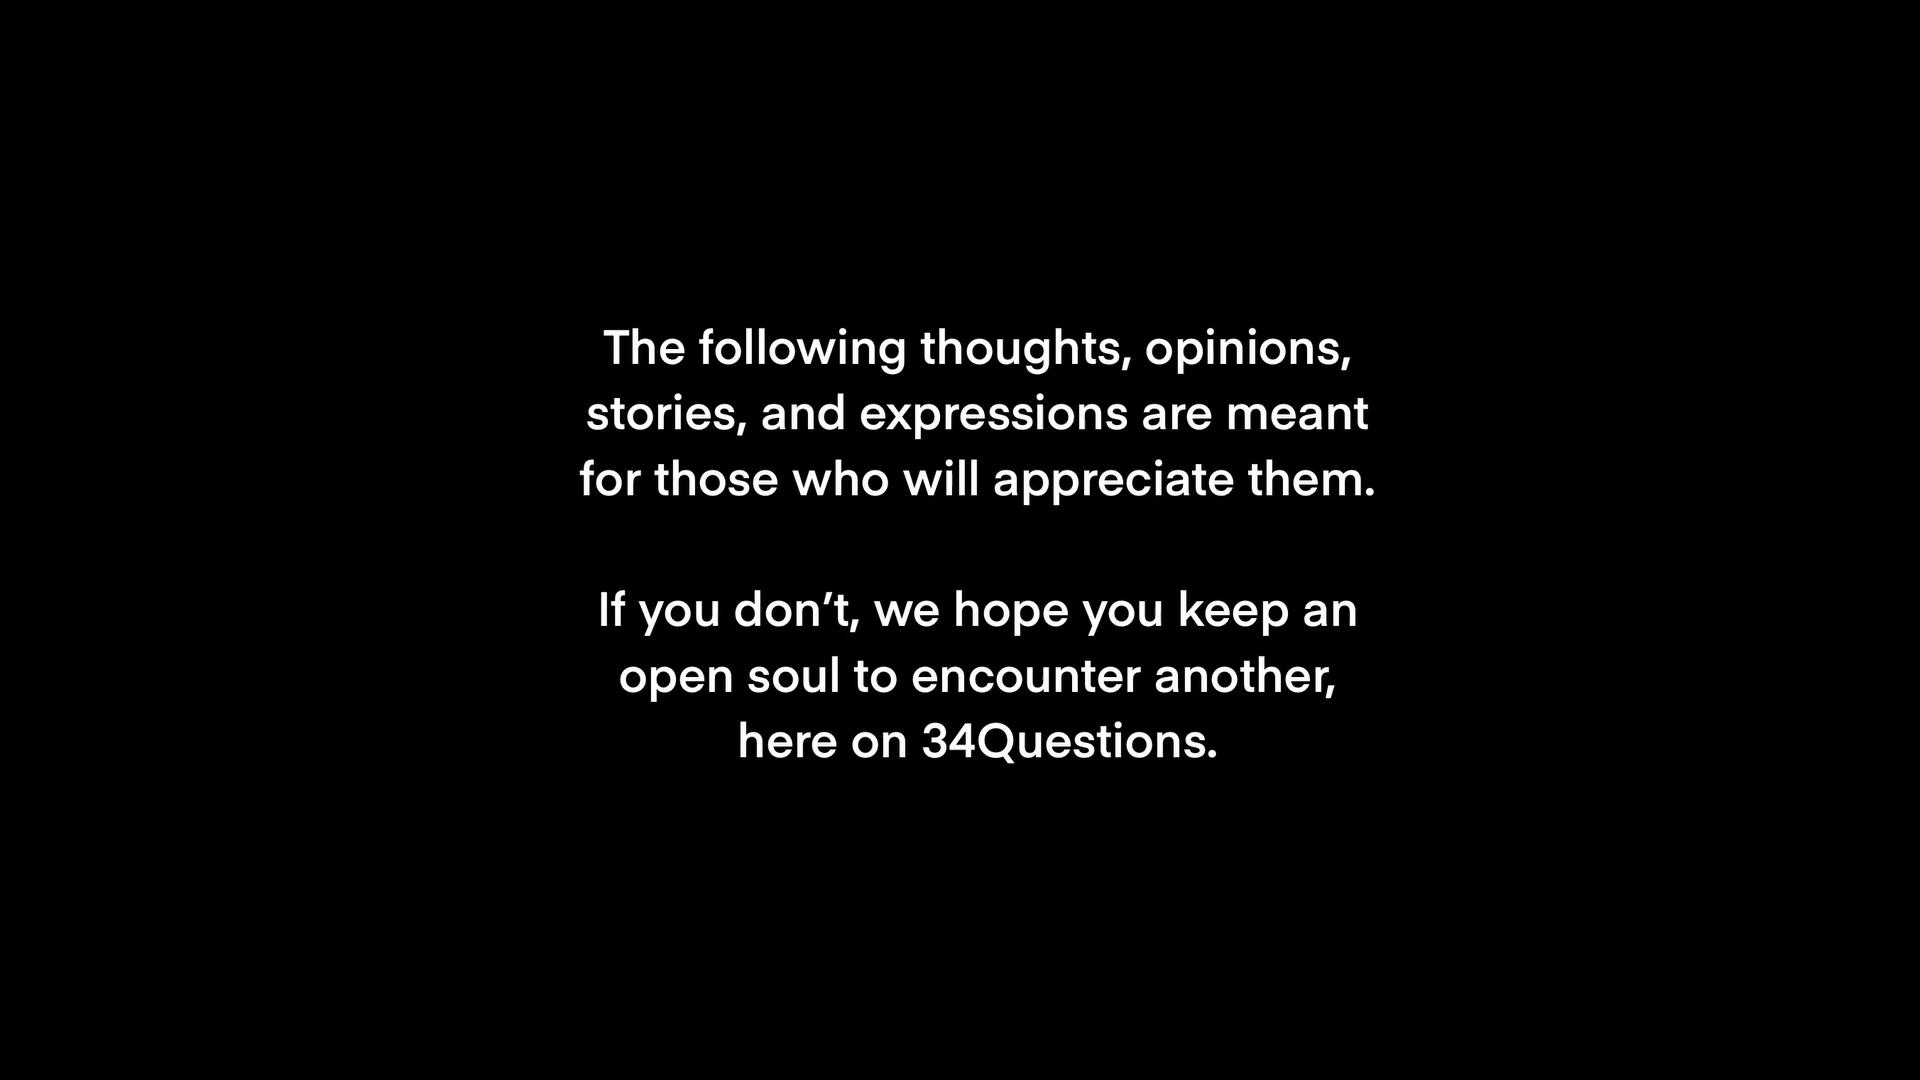 The following thoughts, opinions,
stories, and expressions are meant
for those who will appreciate them.
If you don’t, we hope you keep an
open soul to encounter another,
here on 34Questions.